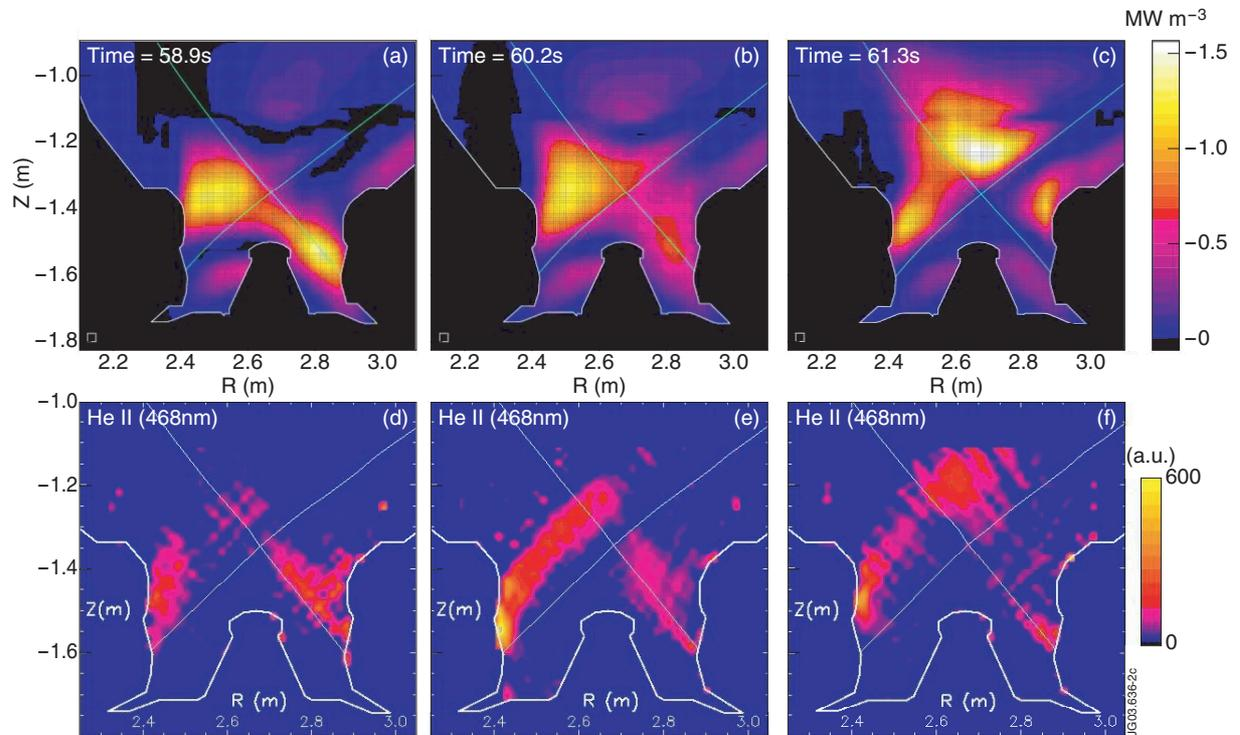 MW m−3
Time = 58.9s (a)
Time = 60.2s (b)
Time = 61.3s (c)
−1.5
−1.0
−0.5
−0
Z (m)
−1.0
−1.2
−1.4
−1.6
−1.8
2.2 2.4 2.6 2.8 3.0
2.2 2.4 2.6 2.8 3.0
2.2 2.4 2.6 2.8 3.0
R (m)
R (m)
R (m)
He II (468nm) (d)
He II (468nm) (e)
He II (468nm) (f)
−1.0
−1.2
−1.4
−1.6
Z(m)
Z(m)
Z(m)
R (m)
R (m)
R (m)
2.4 2.6 2.8 3.0
2.4 2.6 2.8 3.0
2.4 2.6 2.8 3.0
(a.u.)
600
0
JG03.636-2c